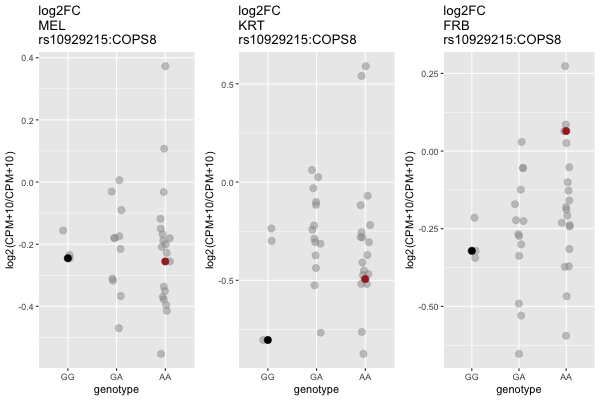 log2FC
MEL
rs10929215:COPS8
log2(CPM+10/CPM+10)
0.4
0.2
0.0
-0.2
-0.4
GG GA AA
genotype
log2FC
KRT
rs10929215:COPS8
log2(CPM+10/CPM+10)
0.5
0.0
-0.5
GG GA AA
genotype
log2FC
FRB
rs10929215:COPS8
log2(CPM+10/CPM+10)
0.25
0.00
-0.25
-0.50
GG GA AA
genotype